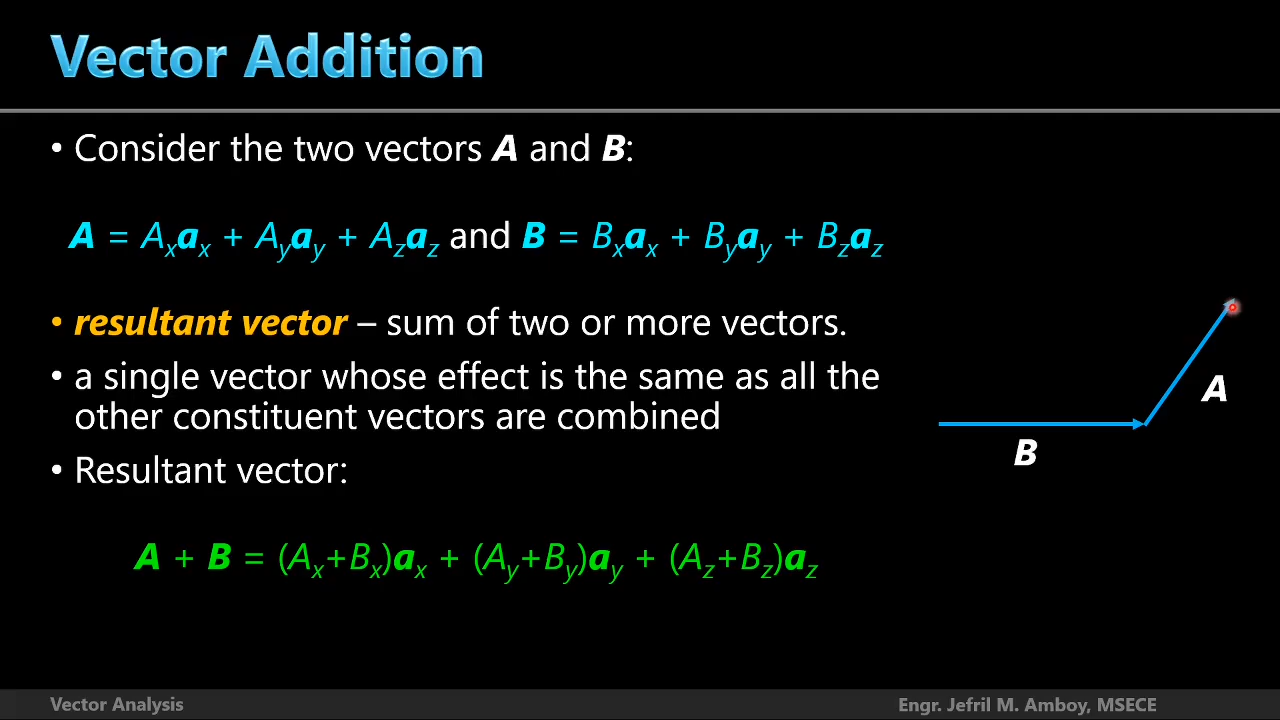 Vector Addition
• Consider the two vectors A and B:
A = Axax + Ayay + Azaz and B = Bxax + Byay + Bzaz
• resultant vector – sum of two or more vectors.
• a single vector whose effect is the same as all the
other constituent vectors are combined
• Resultant vector:
A + B = (Ax+Bx)ax + (Ay+By)ay + (Az+Bz)az
A
B
Vector Analysis
Engr. Jefril M. Amboy, MSECE